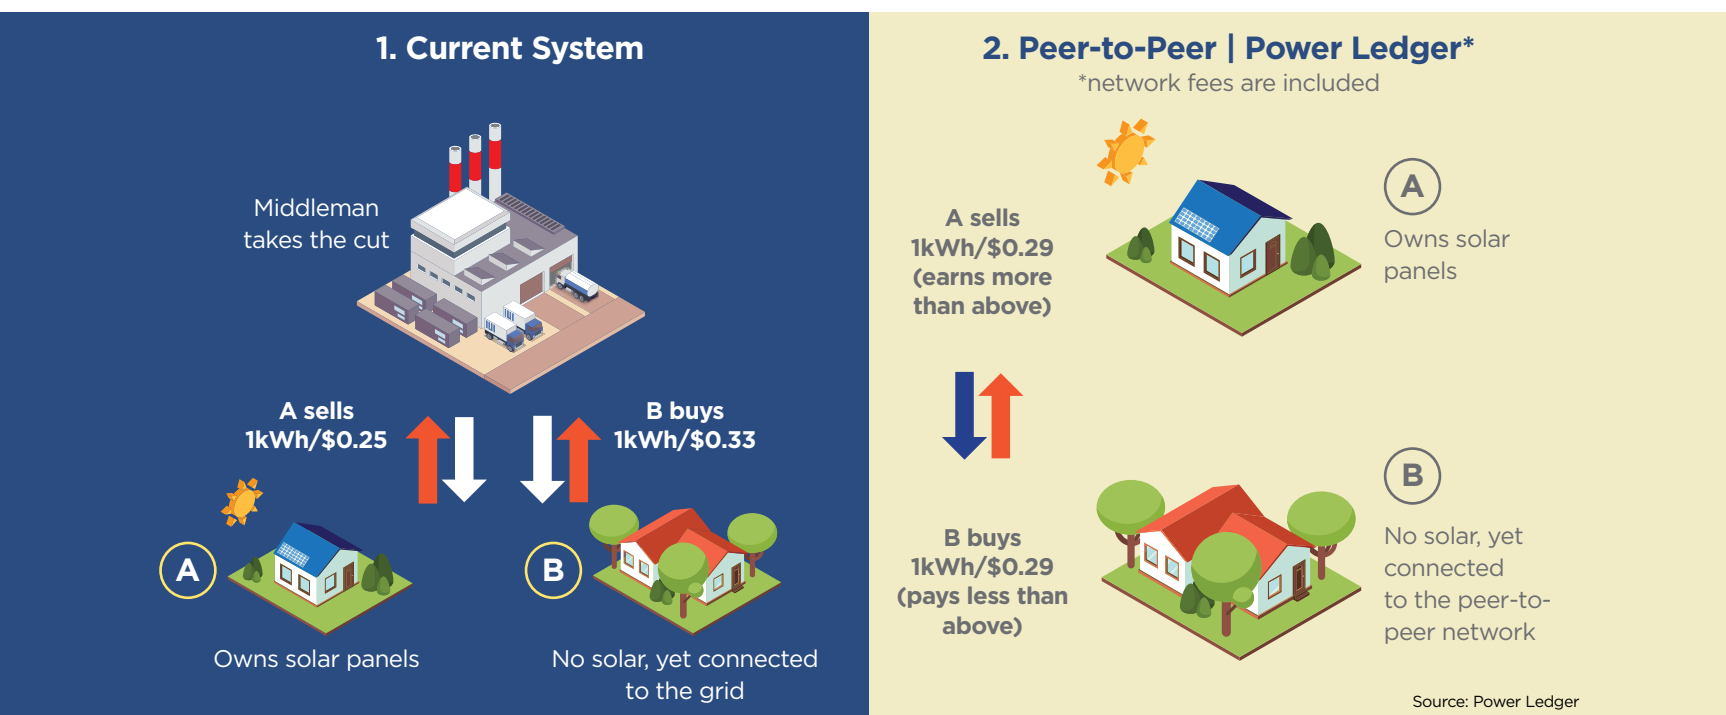 1. Current System
Middleman
takes the cut
A sells
1kWh/$0.25
B buys
1kWh/$0.33
A
B
Owns solar panels
No solar, yet connected
to the grid
2. Peer-to-Peer | Power Ledger*
*network fees are included
A sells
1kWh/$0.29
(earns more
than above)
A
Owns solar
panels
B buys
1kWh/$0.29
(pays less than
above)
B
No solar, yet
connected
to the peer-to-
peer network
Source: Power Ledger